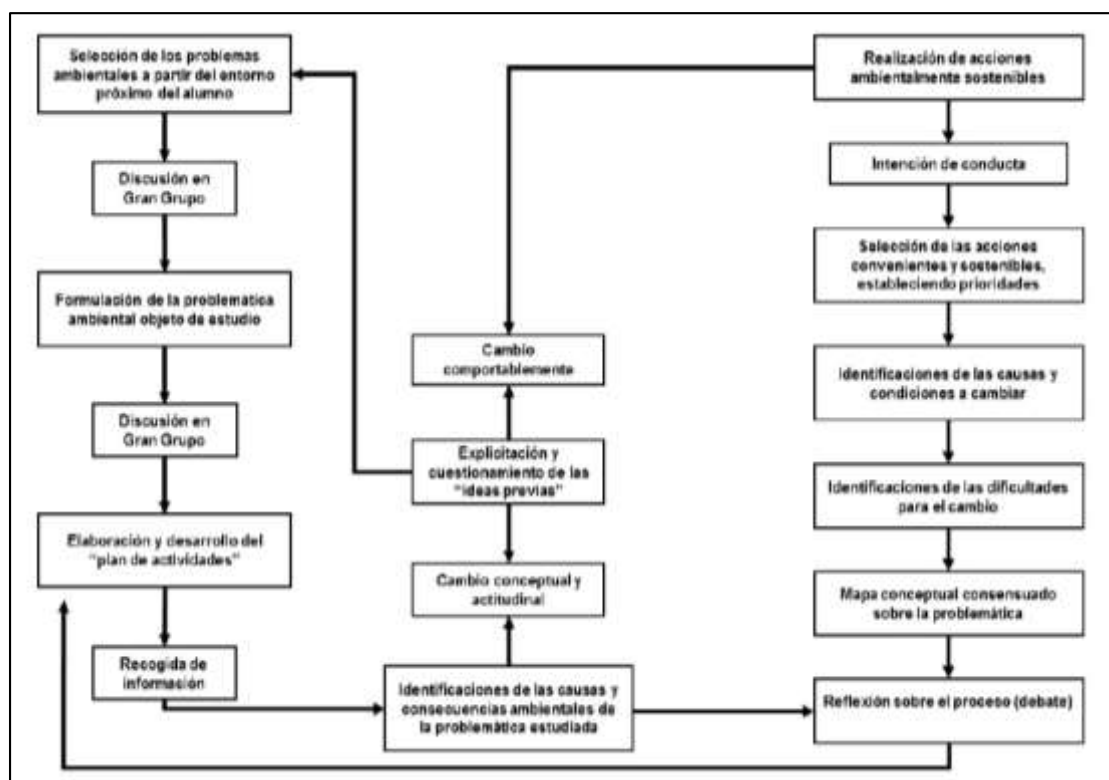 Selección de los problemas
ambientales a partir del entorno
próximo del alumno
Discusión en
Gran Grupo
Formulación de la problemática
ambiental objeto de estudio
Discusión en
Gran Grupo
Elaboración y desarrollo del
"plan de actividades"
Recogida de
información
Cambio
comportablemente
Explicitación y
cuestionamiento de las
"ideas previas"
Cambio conceptual y
actitudinal
Identificaciones de las causas y
consecuencias ambientales de
la problemática estudiada
Realización de acciones
ambientalmente sostenibles
Intención de conducta
Selección de las acciones
convenientes y sostenibles,
estableciendo prioridades
Identificaciones de las causas y
condiciones a cambiar
Identificaciones de las dificultades
para el cambio
Mapa conceptual consensuado
sobre la problemática
Reflexión sobre el proceso (debate)